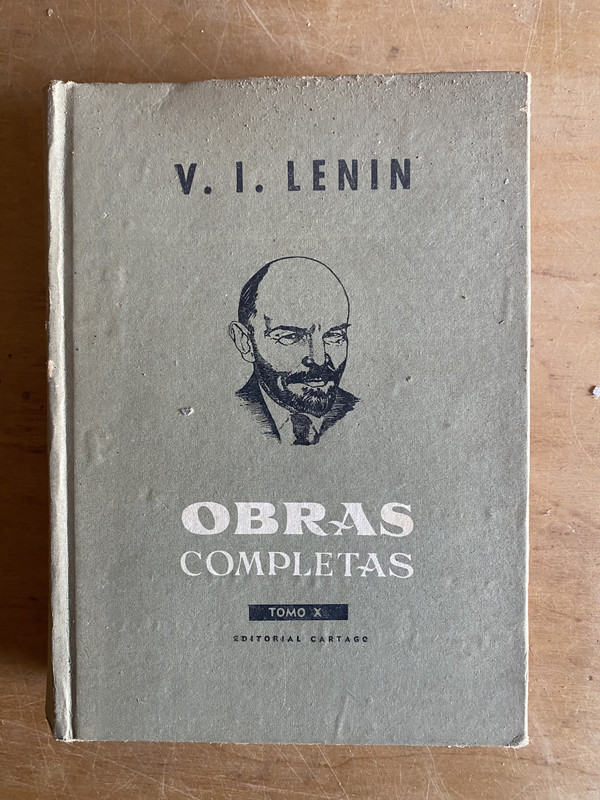 V. I. LENIN
OBRAS
COMPLETAS
TOMO X
EDITORIAL CARTAGO